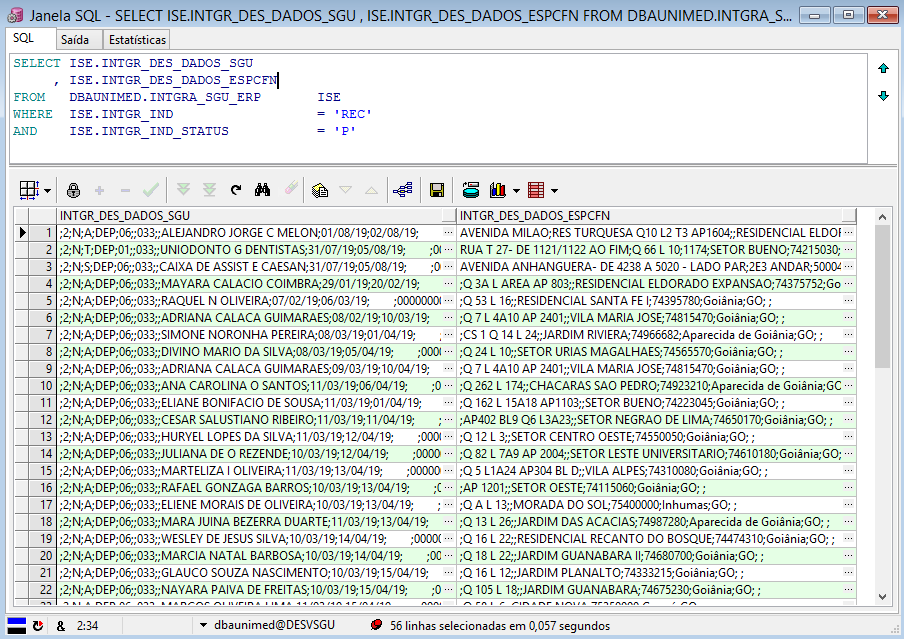 Janela SQL - SELECT ISE.INTGR_DES_DADOS_SGU , ISE.INTGR_DES_DADOS_ESPCFN FROM DBAUNIMED.INTGRA_S...
SQL Saída Estatísticas
SELECT ISE.INTGR_DES_DADOS_SGU
, ISE.INTGR_DES_DADOS_ESPCFN
FROM DBAUNIMED.INTGRA_SGU_ERP ISE
WHERE ISE.INTGR_IND = 'REC'
AND ISE.INTGR_IND_STATUS = 'P'
INTGR_DES_DADOS_SGU INTGR_DES_DADOS_ESPCFN
1 ;2;N;A;DEP;06;;033;;ALEJANDRO JORGE C MELON;01/08/19;02/08/19; ... AVENIDA MILAO;RES TURQUESA Q10 L2 T3 AP1604;;RESIDENCIAL ELDOF ...
2 ;2;N;T;DEP;01;;033;;UNIODONTO G DENTISTAS;31/07/19;05/08/19; ;0( ... RUA T 27- DE 1121/1122 AO FIM;Q 66 L 10;1174;SETOR BUENO;74215030; ...
3 ;2;N;S;DEP;06;;033;;CAIXA DE ASSIST E CAESAN;31/07/19;05/08/19; ;0 ... AVENIDA ANHANGUERA- DE 4238 A 5020 - LADO PAR;2E3 ANDAR;50004 ...
4 ;2;N;A;DEP;06;;033;;MAYARA CALACIO COIMBRA;29/01/19;20/02/19; ; ... ;Q 3A L AREA AP 803;;RESIDENCIAL ELDORADO EXPANSAO;74375752;Go ...
5 ;2;N;A;DEP;06;;033;;RAQUEL N OLIVEIRA;07/02/19;06/03/19; ;00000000 ... ;Q 53 L 16;;RESIDENCIAL SANTA FE I;74395780;Goiânia;GO; ; ...
6 ;2;N;A;DEP;06;;033;;ADRIANA CALACA GUIMARAES;08/02/19;10/03/19; ... ;Q 7 L 4A10 AP 2401;;VILA MARIA JOSE;74815470;Goiânia;GO; ; ...
7 ;2;N;A;DEP;06;;033;;SIMONE NORONHA PEREIRA;08/03/19;01/04/19; ; ... ;CS 1 Q 14 L 24;;JARDIM RIVIERA;74966682;Aparecida de Goiânia;GO; ; ...
8 ;2;N;A;DEP;06;;033;;DIVINO MARIO DA SILVA;08/03/19;05/04/19; ;000( ... ;Q 24 L 10;;SETOR URIAS MAGALHAES;74565570;Goiânia;GO; ; ...
9 ;2;N;A;DEP;06;;033;;ADRIANA CALACA GUIMARAES;09/03/19;10/04/19; ... ;Q 7 L 4A10 AP 2401;;VILA MARIA JOSE;74815470;Goiânia;GO; ; ...
10 ;2;N;A;DEP;06;;033;;ANA CAROLINA O SANTOS;11/03/19;06/04/19; ;0 ... ;Q 262 L 174;;CHACARAS SAO PEDRO;74923210;Aparecida de Goiânia;GO ...
11 ;2;N;A;DEP;06;;033;;ELIANE BONIFACIO DE SOUSA;11/03/19;01/04/19; ... ;Q 162 L 15A18 AP1103;;SETOR BUENO;74223045;Goiânia;GO; ; ...
12 ;2;N;A;DEP;06;;033;;CESAR SALUSTIANO RIBEIRO;11/03/19;11/04/19; ; ... ;AP402 BL9 Q6 L3A23;;SETOR NEGRAO DE LIMA;74650170;Goiânia;GO; ; ...
13 ;2;N;A;DEP;06;;033;;HURYEL LOPES DA SILVA;11/03/19;12/04/19; ;000( ... ;Q 12 L 3;;SETOR CENTRO OESTE;74550050;Goiânia;GO; ; ...
14 ;2;N;A;DEP;06;;033;;JULIANA DE O REZENDE;10/03/19;12/04/19; ;0000 ... ;Q 82 L 7A9 AP 2004;;SETOR LESTE UNIVERSITARIO;74610180;Goiânia;GO; ...
15 ;2;N;A;DEP;06;;033;;MARTELIZA I OLIVEIRA;11/03/19;13/04/19; ;00000 ... ;Q 5 L1A24 AP304 BL D;;VILA ALPES;74310080;Goiânia;GO; ; ...
16 ;2;N;A;DEP;06;;033;;RAFAEL GONZAGA BARROS;10/03/19;13/04/19; ;( ... ;AP 1201;;SETOR OESTE;74115060;Goiânia;GO; ; ...
17 ;2;N;A;DEP;06;;033;;ELIENE MORAIS DE OLIVEIRA;10/03/19;13/04/19; ; ... ;Q A L 13;;MORADA DO SOL;75400000;Inhumas;GO; ; ...
18 ;2;N;A;DEP;06;;033;;MARA JUINA BEZERRA DUARTE;11/03/19;13/04/19; ... ;Q 13 L 26;;JARDIM DAS ACACIAS;74987280;Aparecida de Goiânia;GO; ; ...
19 ;2;N;A;DEP;06;;033;;WESLEY DE JESUS SILVA;10/03/19;14/04/19; ;0000 ... ;Q 16 L 22;;RESIDENCIAL RECANTO DO BOSQUE;74474310;Goiânia;GO; ; ...
20 ;2;N;A;DEP;06;;033;;MARCIA NATAL BARBOSA;10/03/19;14/04/19; ;00 ... ;Q 18 L 22;;JARDIM GUANABARA II;74680700;Goiânia;GO; ; ...
21 ;2;N;A;DEP;06;;033;;GLAUCO SOUZA NASCIMENTO;10/03/19;15/04/19; ... ;Q 16 L 12;;JARDIM PLANALTO;74333215;Goiânia;GO; ; ...
22 ;2;N;A;DEP;06;;033;;NAYARA PAIVA DE FREITAS;10/03/19;15/04/19; ;0 ... ;Q 105 L 18;;JARDIM GUANABARA;74675230;Goiânia;GO; ; ...
& 2:34 dbaunimed@DESVSGU 56 linhas selecionadas em 0,057 segundos